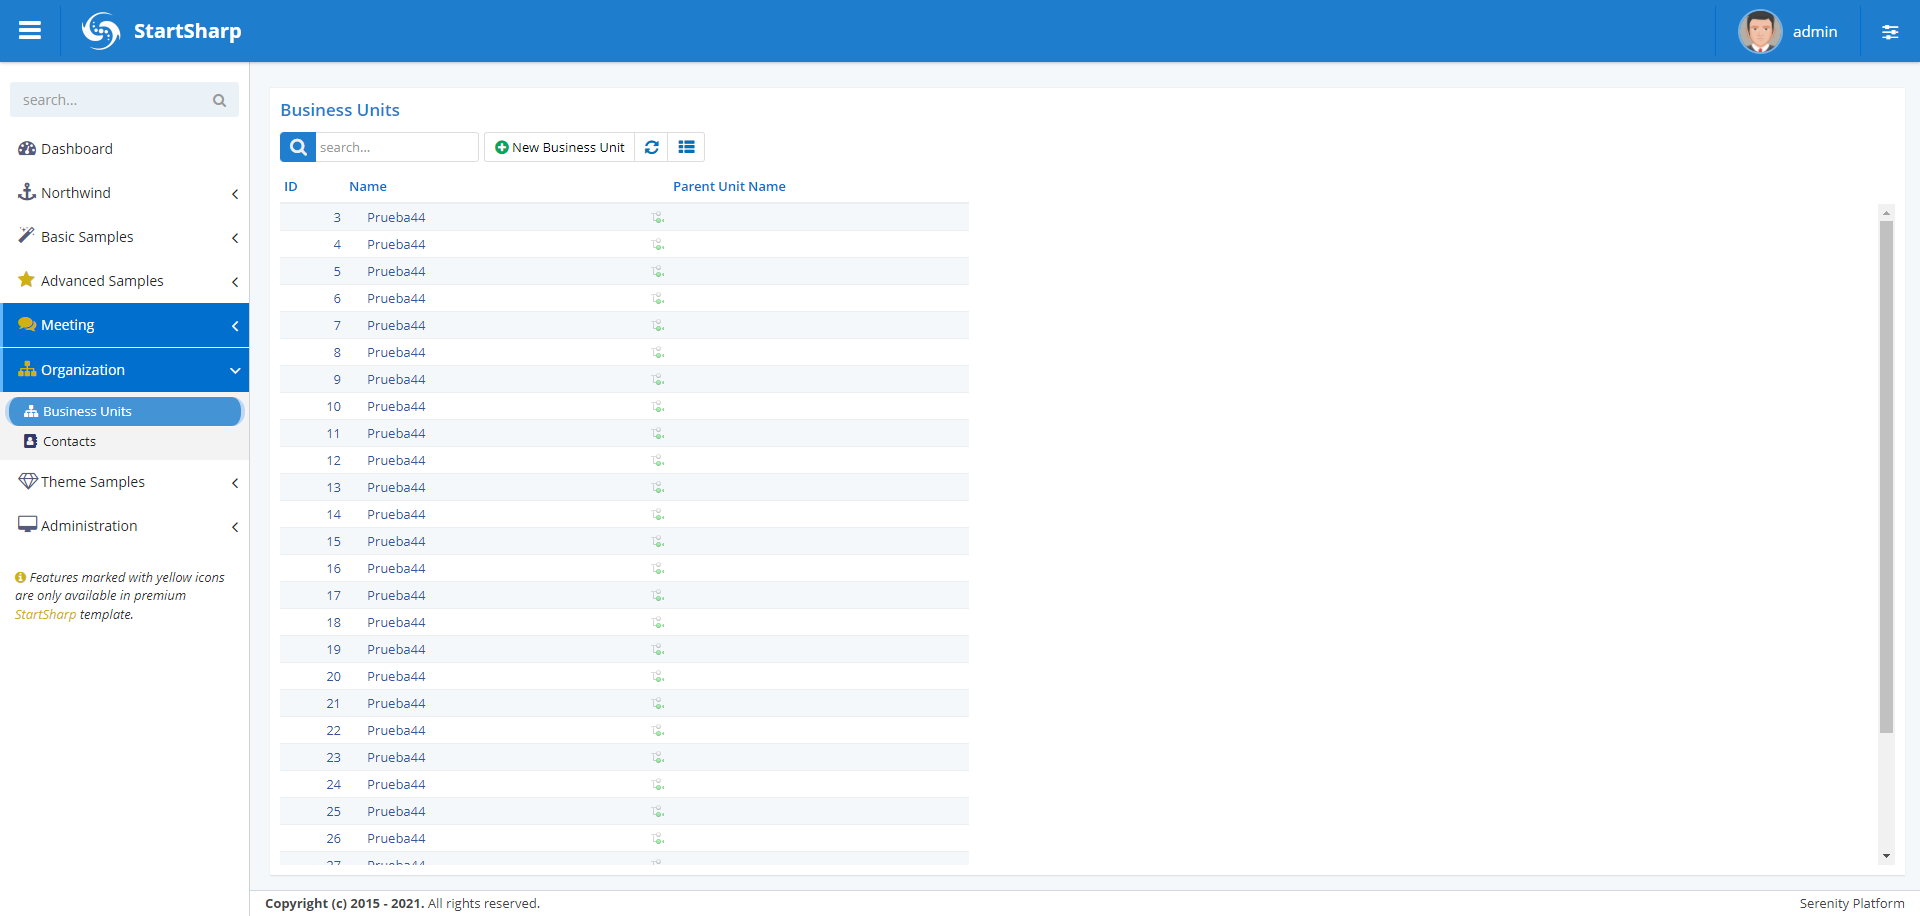 StartSharp
admin
search...
Dashboard
Northwind
Basic Samples
Advanced Samples
Meeting
Organization
Business Units
Contacts
Theme Samples
Administration
Features marked with yellow icons
are only available in premium
StartSharp template.
Business Units
search...
New Business Unit
ID Name Parent Unit Name
3 Prueba44
4 Prueba44
5 Prueba44
6 Prueba44
7 Prueba44
8 Prueba44
9 Prueba44
10 Prueba44
11 Prueba44
12 Prueba44
13 Prueba44
14 Prueba44
15 Prueba44
16 Prueba44
17 Prueba44
18 Prueba44
19 Prueba44
20 Prueba44
21 Prueba44
22 Prueba44
23 Prueba44
24 Prueba44
25 Prueba44
26 Prueba44
27 Prueba44
Copyright (c) 2015 - 2021. All rights reserved.
Serenity Platform